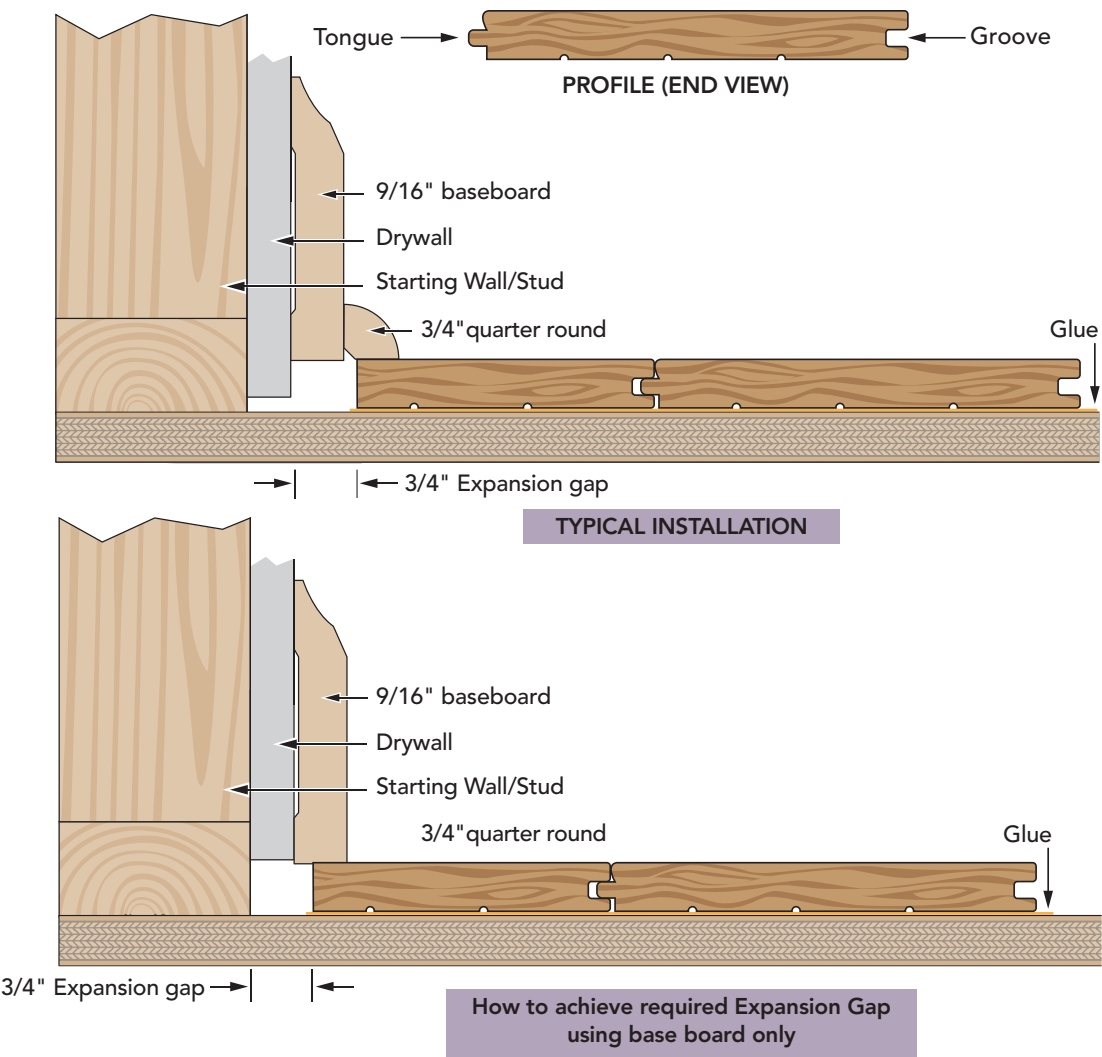 Tongue
Groove
PROFILE (END VIEW)
9/16" baseboard
Drywall
Starting Wall/Stud
3/4"quarter round
Glue
3/4" Expansion gap
TYPICAL INSTALLATION
9/16" baseboard
Drywall
Starting Wall/Stud
3/4"quarter round
Glue
3/4" Expansion gap
How to achieve required Expansion Gap
using base board only